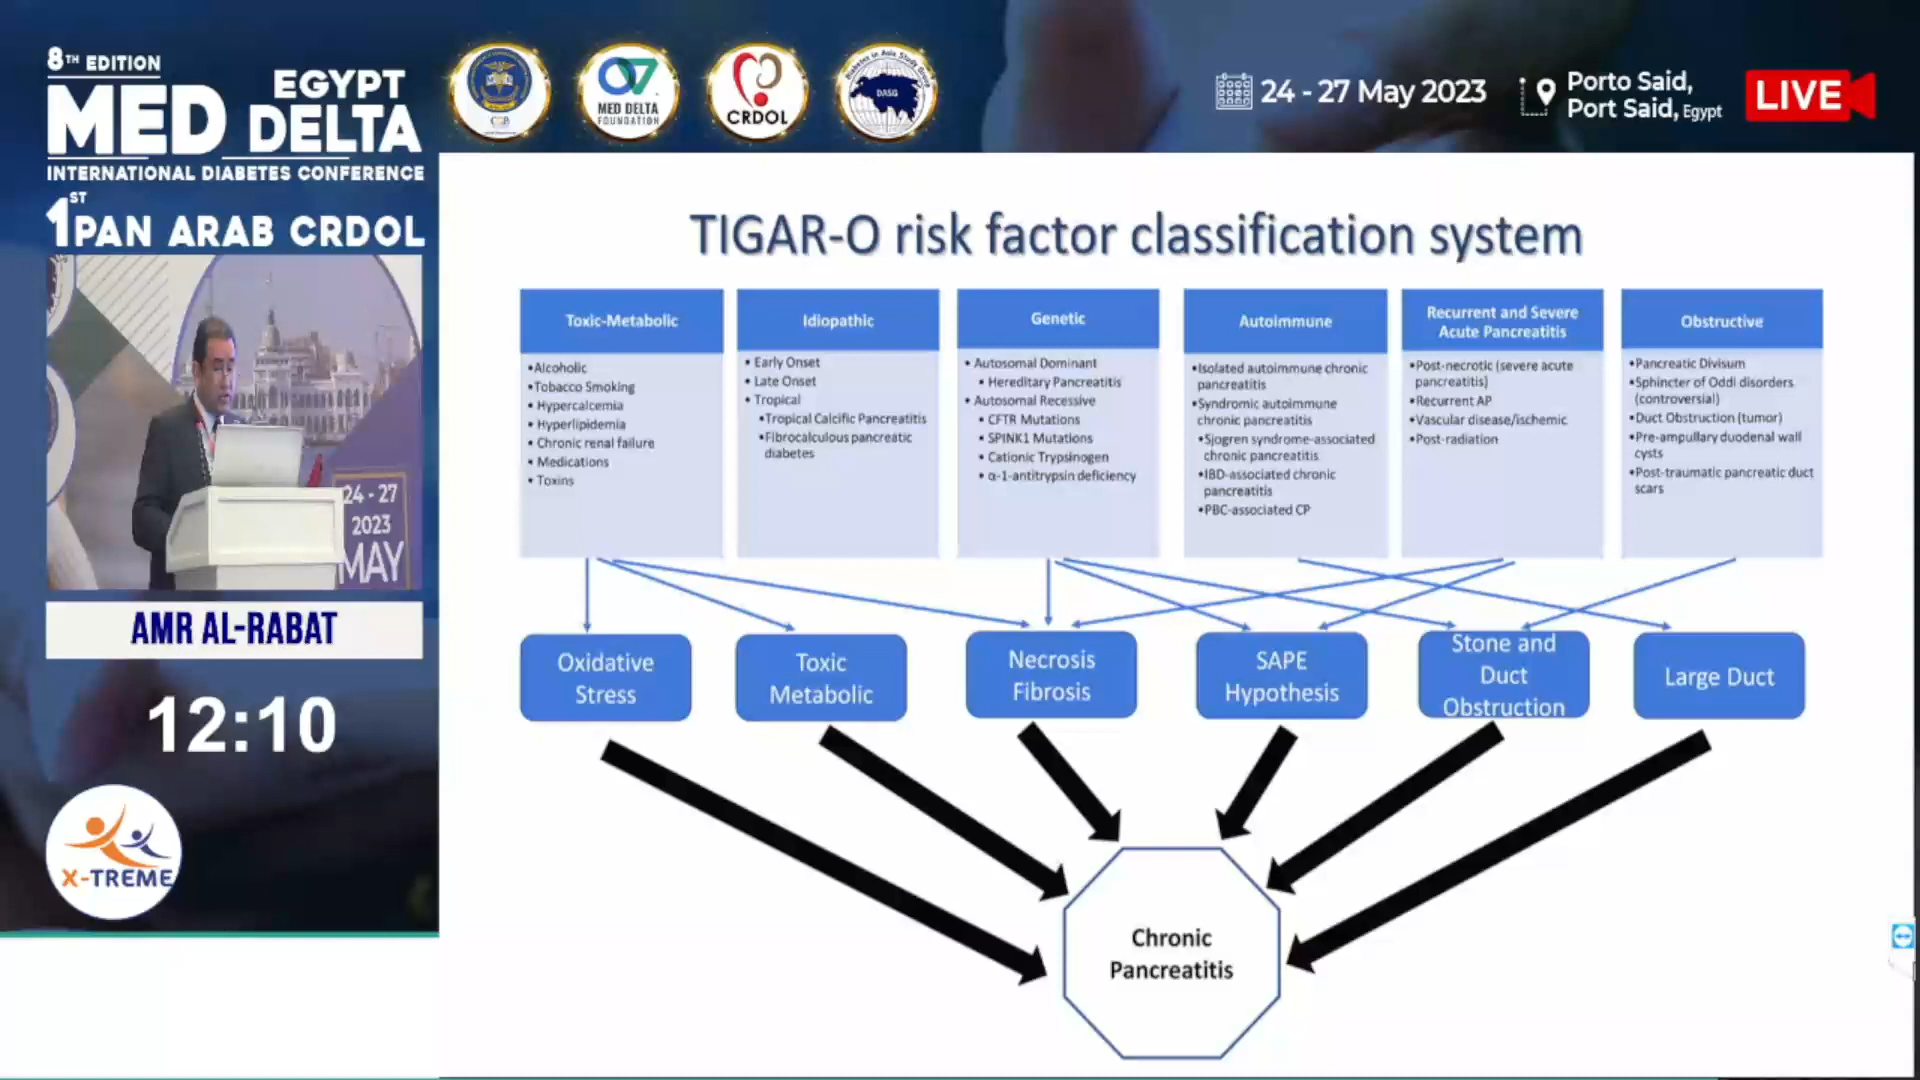 8TH EDITION
MED DELTA
EGYPT
INTERNATIONAL DIABETES CONFERENCE
1ST PAN ARAB CRDOL
MED DELTA
FOUNDATION
CRDOL
Diabetes in Asia Study Group
DASG
24 - 27 May 2023
Porto Said,
Port Said, Egypt
LIVE
24 - 27
2023
MAY
AMR AL-RABAT
12:10
X-TREME
TIGAR-O risk factor classification system
Toxic-Metabolic
•Alcoholic
•Tobacco Smoking
• Hypercalcemia
•Hyperlipidemia
• Chronic renal failure
• Medications
• Toxins
Idiopathic
• Early Onset
• Late Onset
• Tropical
•Tropical Calcific Pancreatitis
•Fibrocalculous pancreatic
diabetes
Genetic
• Autosomal Dominant
• Hereditary Pancreatitis
• Autosomal Recessive
• CFTR Mutations
• SPINK1 Mutations
• Cationic Trypsinogen
• α-1-antitrypsin deficiency
Autoimmune
•Isolated autoimmune chronic
pancreatitis
•Syndromic autoimmune
chronic pancreatitis
•Sjogren syndrome-associated
chronic pancreatitis
•IBD-associated chronic
pancreatitis
•PBC-associated CP
Recurrent and Severe
Acute Pancreatitis
•Post-necrotic (severe acute
pancreatitis)
•Recurrent AP
•Vascular disease/ischemic
•Post-radiation
Obstructive
•Pancreatic Divisum
•Sphincter of Oddi disorders
(controversial)
•Duct Obstruction (tumor)
•Pre-ampullary duodenal wall
cysts
•Post-traumatic pancreatic duct
scars
Oxidative
Stress
Toxic
Metabolic
Necrosis
Fibrosis
SAPE
Hypothesis
Stone and
Duct
Obstruction
Large Duct
Chronic
Pancreatitis